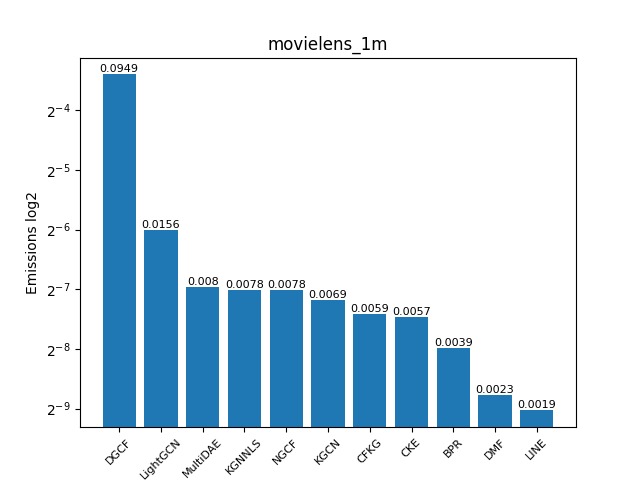 movielens_1m
0.0949
2⁻⁴
2⁻⁵
0.0156
2⁻⁶
Emissions log2
0.008
0.0078
0.0078
2⁻⁷
0.0069
0.0059
0.0057
0.0039
2⁻⁸
0.0023
0.0019
2⁻⁹
DGCF
LightGCN
MultiDAE
KGNNLS
NGCF
KGCN
CFKG
CKE
BPR
DMF
LINE